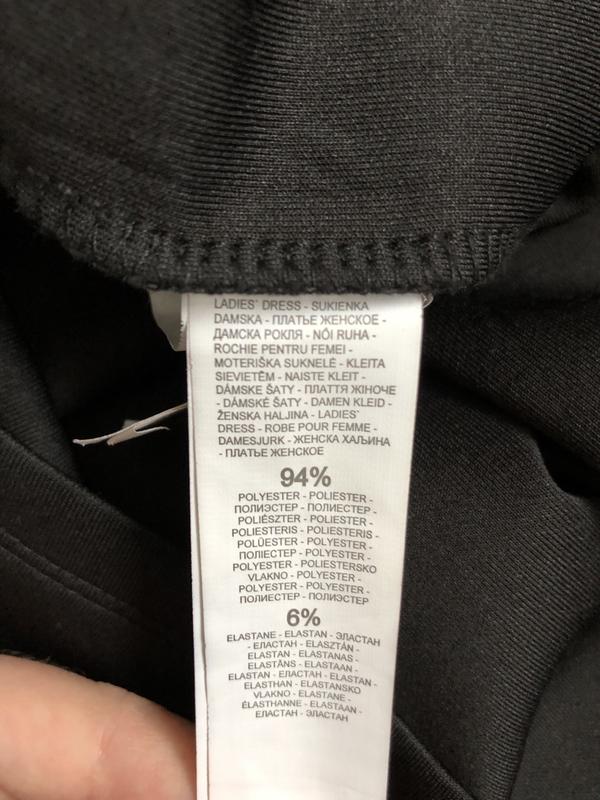 LADIES' DRESS - SUKIENKA
DAMSKA - ПЛАТЬЕ ЖЕНСКОЕ -
ДАМСКА РОКЛЯ - NŐI RUHA -
ROCHIE PENTRU FEMEI -
MOTERIŠKA SUKNELĖ - KLEITA
SIEVIETĒM - NAISTE KLEIT -
DÁMSKE ŠATY - ПЛАТТЯ ЖІНОЧЕ
- DÁMSKÉ ŠATY - DAMEN KLEID -
ŽENSKA HALJINA - LADIES'
DRESS - ROBE POUR FEMME -
DAMESJURK - ЖЕНСКА ХАЉИНА
- ПЛАТЬЕ ЖЕНСКОЕ
94%
POLYESTER - POLIESTER -
ПОЛИЭСТЕР - ПОЛИЕСТЕР -
POLIÉSZTER - POLIESTER -
POLIESTERIS - POLIESTERIS -
POLÜESTER - POLYESTER -
ПОЛІЕСТЕР - POLYESTER -
POLYESTER - POLIESTERSKO
VLAKNO - POLYESTER -
POLYESTER - POLYESTER -
ПОЛИЕСТЕР - ПОЛИЭСТЕР
6%
ELASTANE - ELASTAN - ЭЛАСТАН
- ЕЛАСТАН - ELASZTÁN -
ELASTAN - ELASTANAS -
ELASTĀNS - ELASTAAN -
ELASTAN - ЕЛАСТАН - ELASTAN -
ELASTHAN - ELASTANSKO
VLAKNO - ELASTANE -
ÉLASTHANNE - ELASTAAN -
ЕЛАСТАН - ЭЛАСТАН